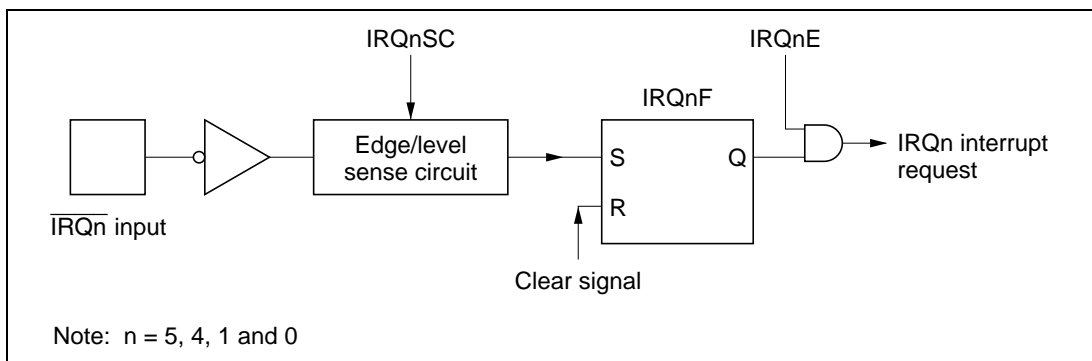 IRQnSC
IRQnE
IRQnF
Edge/level
sense circuit
S
Q
R
IRQn interrupt
request
I̅R̅Q̅n̅ input
Clear signal
Note: n = 5, 4, 1 and 0